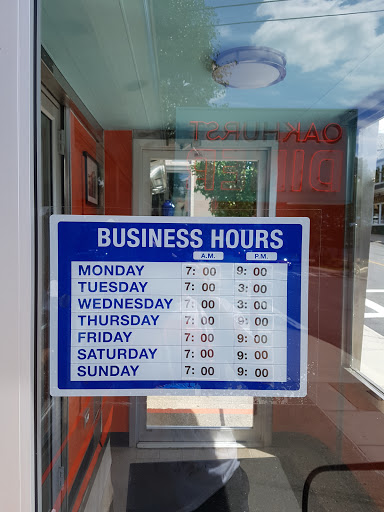 OAKHURST
DINER
BUSINESS HOURS
A.M. P.M.
MONDAY 7: 00 9: 00
TUESDAY 7: 00 3: 00
WEDNESDAY 7: 00 3: 00
THURSDAY 7: 00 9: 00
FRIDAY 7: 00 9: 00
SATURDAY 7: 00 9: 00
SUNDAY 7: 00 9: 00